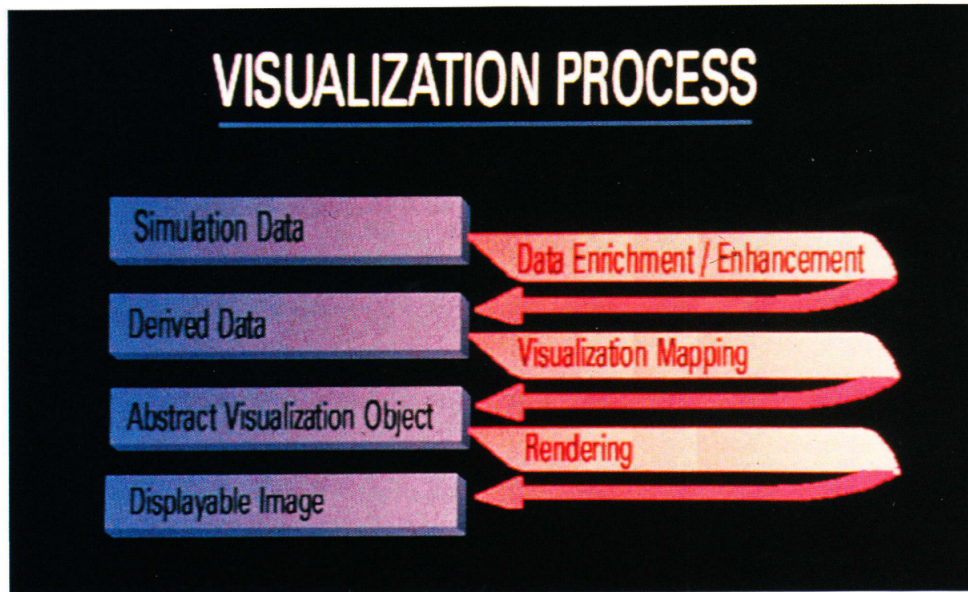 VISUALIZATION PROCESS
Simulation Data
Data Enrichment / Enhancement
Derived Data
Visualization Mapping
Abstract Visualization Object
Rendering
Displayable Image